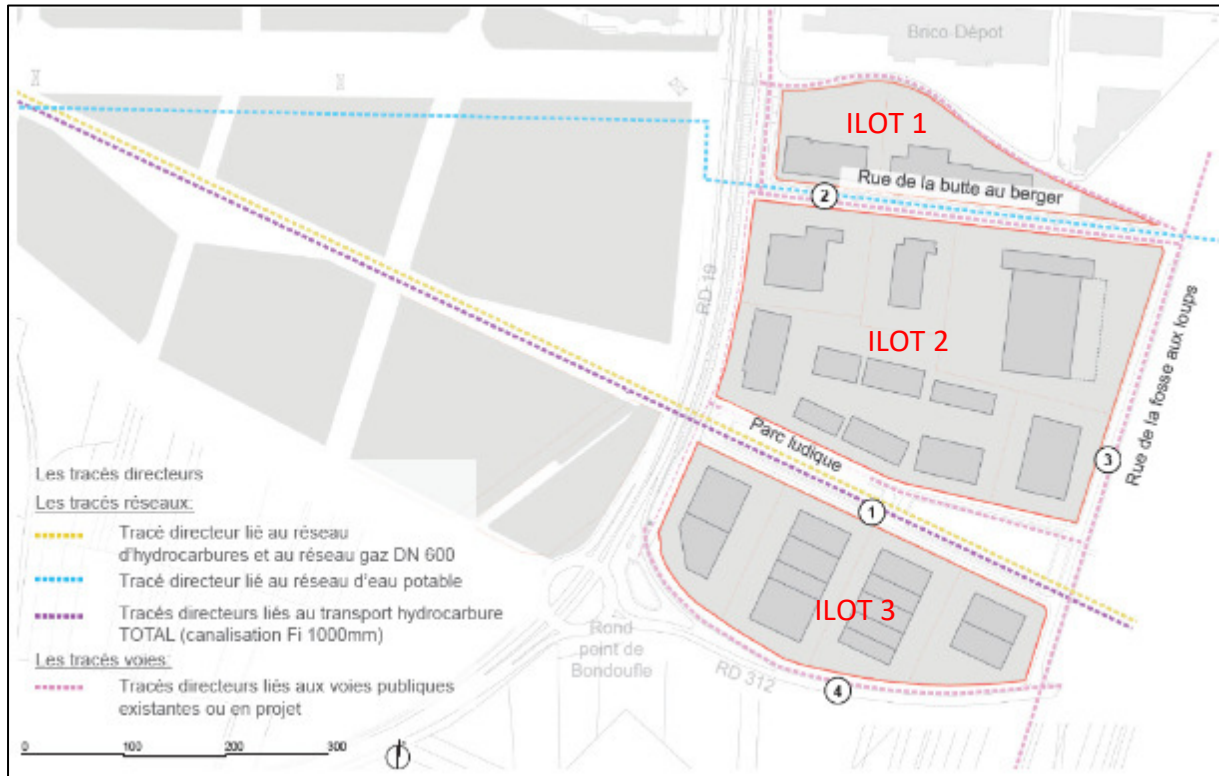 Brico-Dépôt
ILOT 1
Rue de la butte au berger
2
RD 19
ILOT 2
Rue de la fosse aux loups
Parc ludique
3
1
ILOT 3
Rond
point de
Bondoufle
RD 312
4
Les tracés directeurs
Les tracés réseaux:
Tracé directeur lié au réseau
d'hydrocarbures et au réseau gaz DN 600
Tracé directeur lié au réseau d'eau potable
Tracés directeurs liés au transport hydrocarbure
TOTAL (canalisation Fi 1000mm)
Les tracés voies:
Tracés directeurs liés aux voies publiques
existantes ou en projet
0 100 200 300